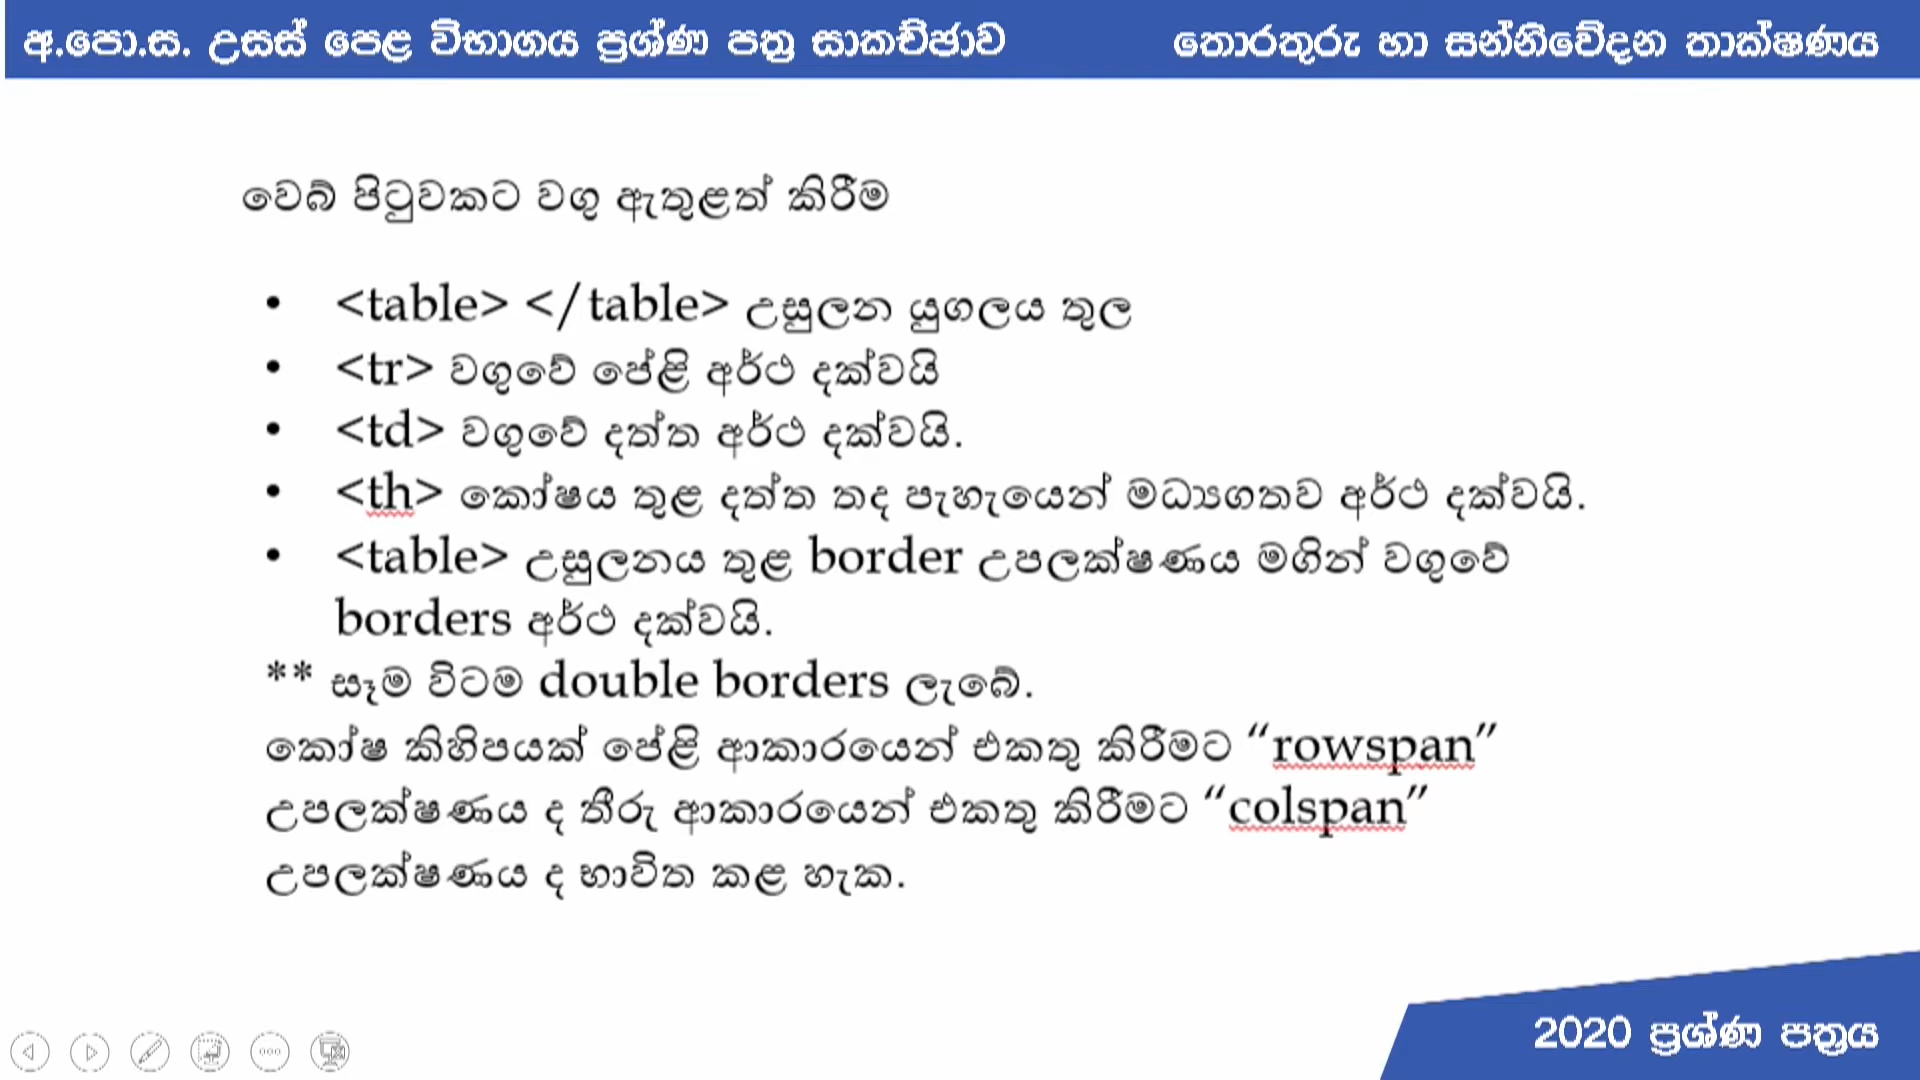 අ.පො.ස. උසස් පෙළ විභාගය ප්‍රශ්ණ පත්‍ර සාකච්ඡාව
තොරතුරු හා සන්නිවේදන තාක්ෂණය
වෙබ් පිටුවකට වගු ඇතුළත් කිරීම
• <table> </table> උසුලන යුගලය තුල
• <tr> වගුවේ පේළි අර්ථ දක්වයි
• <td> වගුවේ දත්ත අර්ථ දක්වයි.
• <th> කෝෂය තුළ දත්ත තද පැහැයෙන් මධ්‍යගතව අර්ථ දක්වයි.
• <table> උසුලනය තුළ border උපලක්ෂණය මගින් වගුවේ
borders අර්ථ දක්වයි.
** සෑම විටම double borders ලැබේ.
කෝෂ කිහිපයක් පේළි ආකාරයෙන් එකතු කිරීමට “rowspan”
උපලක්ෂණය ද තීරු ආකාරයෙන් එකතු කිරීමට “colspan”
උපලක්ෂණය ද භාවිත කළ හැක.
2020 ප්‍රශ්ණ පත්‍රය